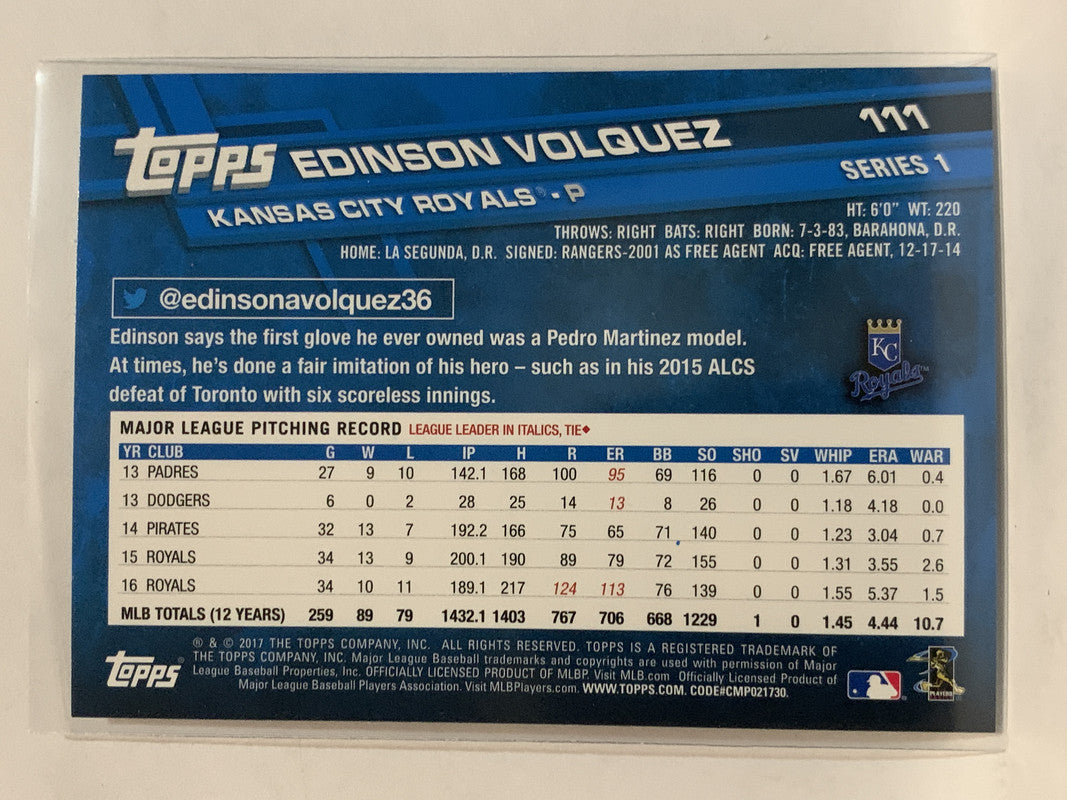 111
TOPPS EDINSON VOLQUEZ
SERIES 1
KANSAS CITY ROYALS® - P
HT: 6'0" WT: 220
THROWS: RIGHT BATS: RIGHT BORN: 7-3-83, BARAHONA, D.R.
HOME: LA SEGUNDA, D.R. SIGNED: RANGERS-2001 AS FREE AGENT ACQ: FREE AGENT, 12-17-14
@edinsonavolquez36
Edinson says the first glove he ever owned was a Pedro Martinez model.
At times, he's done a fair imitation of his hero – such as in his 2015 ALCS
defeat of Toronto with six scoreless innings.
KC
Royals™
MAJOR LEAGUE PITCHING RECORD LEAGUE LEADER IN ITALICS, TIE◆
YR CLUB G W L IP H R ER BB SO SHO SV WHIP ERA WAR
13 PADRES 27 9 10 142.1 168 100 95 69 116 0 0 1.67 6.01 0.4
13 DODGERS 6 0 2 28 25 14 13 8 26 0 0 1.18 4.18 0.0
14 PIRATES 32 13 7 192.2 166 75 65 71 140 0 0 1.23 3.04 0.7
15 ROYALS 34 13 9 200.1 190 89 79 72 155 0 0 1.31 3.55 2.6
16 ROYALS 34 10 11 189.1 217 124 113 76 139 0 0 1.55 5.37 1.5
MLB TOTALS (12 YEARS) 259 89 79 1432.1 1403 767 706 668 1229 1 0 1.45 4.44 10.7
® & © 2017 THE TOPPS COMPANY, INC. ALL RIGHTS RESERVED. TOPPS IS A REGISTERED TRADEMARK OF
THE TOPPS COMPANY, INC. Major League Baseball trademarks and copyrights are used with permission of Major
League Baseball Properties, Inc. OFFICIALLY LICENSED PRODUCT OF MLBP. Visit MLB.com Officially Licensed Product of
Major League Baseball Players Association. Visit MLBPlayers.com. WWW.TOPPS.COM. CODE#CMP021730.
TOPPS®
PLAYERS